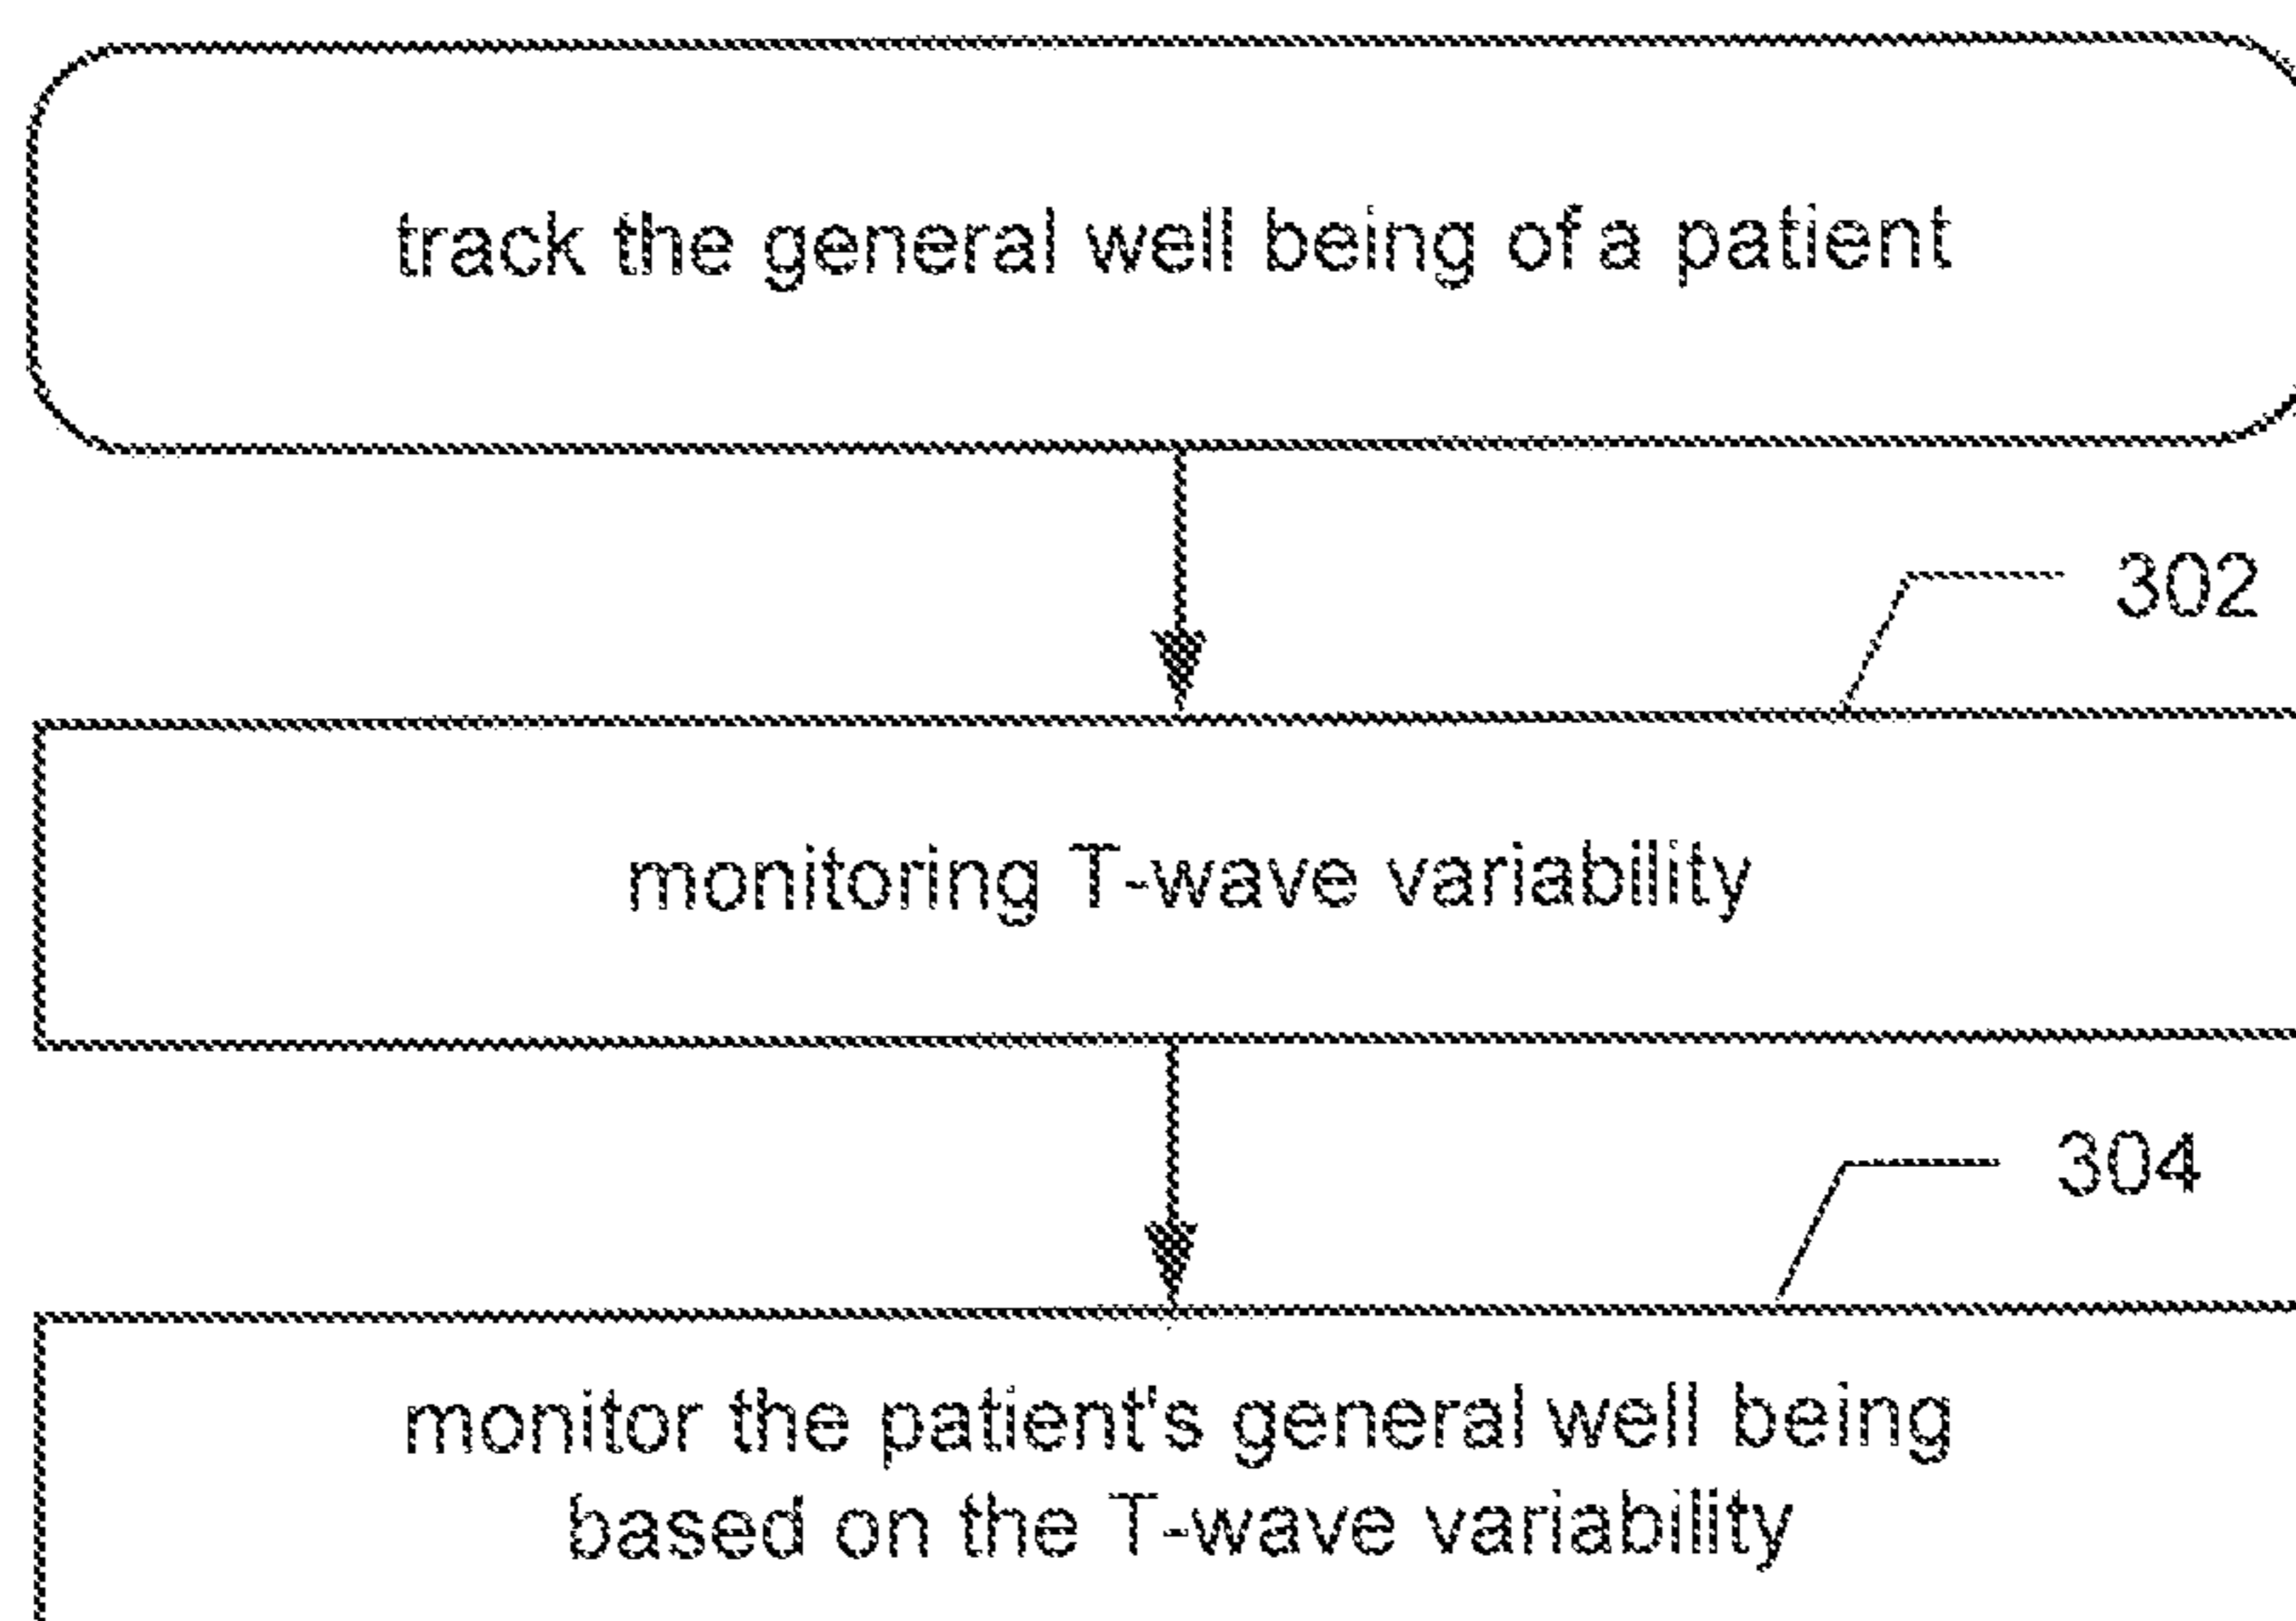 track the general well being of a patient
302
monitoring T-wave variability
304
monitor the patient's general well being
based on the T-wave variability